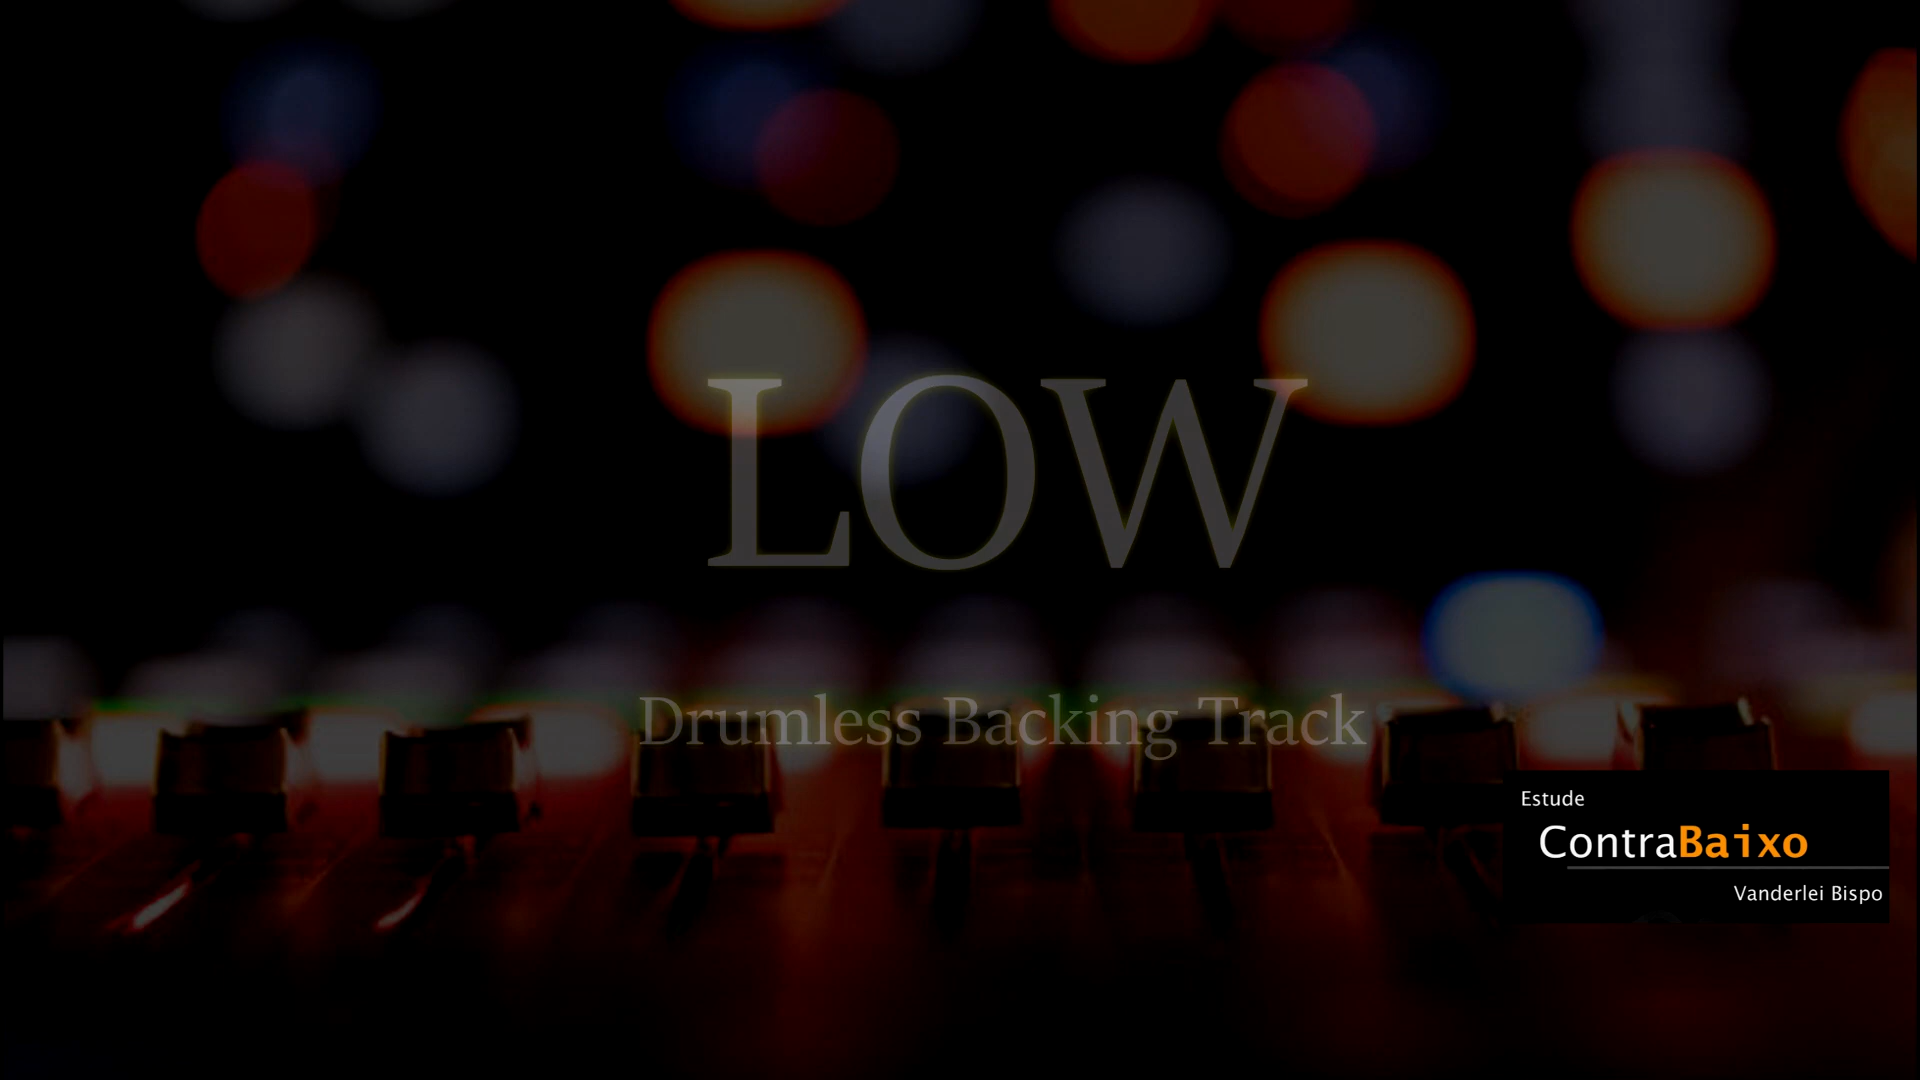 LOW
Drumless Backing Track
Estude
ContraBaixo
Vanderlei Bispo